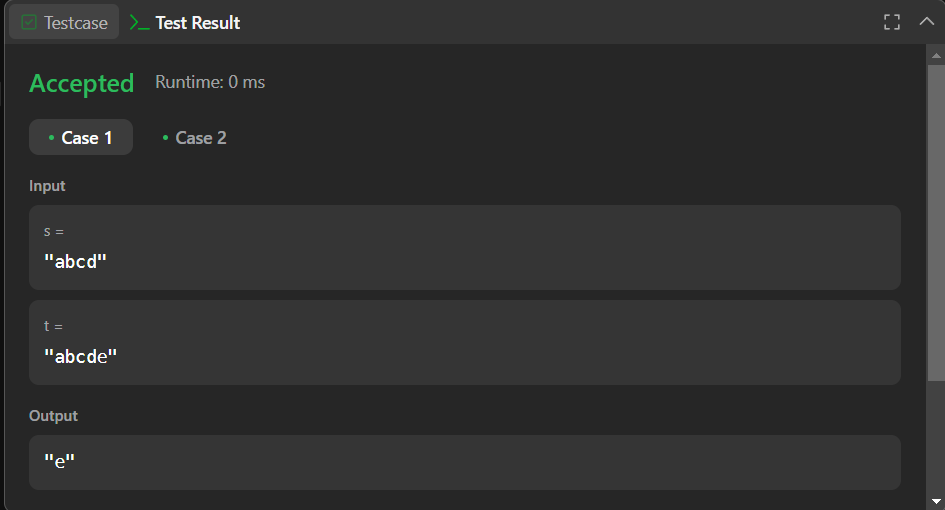 Testcase
Test Result
Accepted Runtime: 0 ms
Case 1 Case 2
Input
s =
"abcd"
t =
"abcde"
Output
"e"